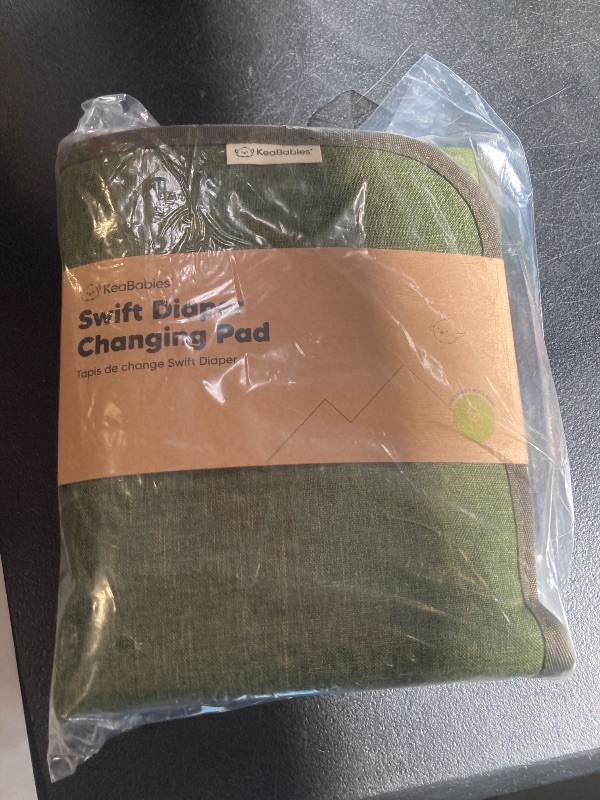 KeaBabies
KeaBabies
Swift Diaper
Changing Pad
Tapis de change Swift Diaper